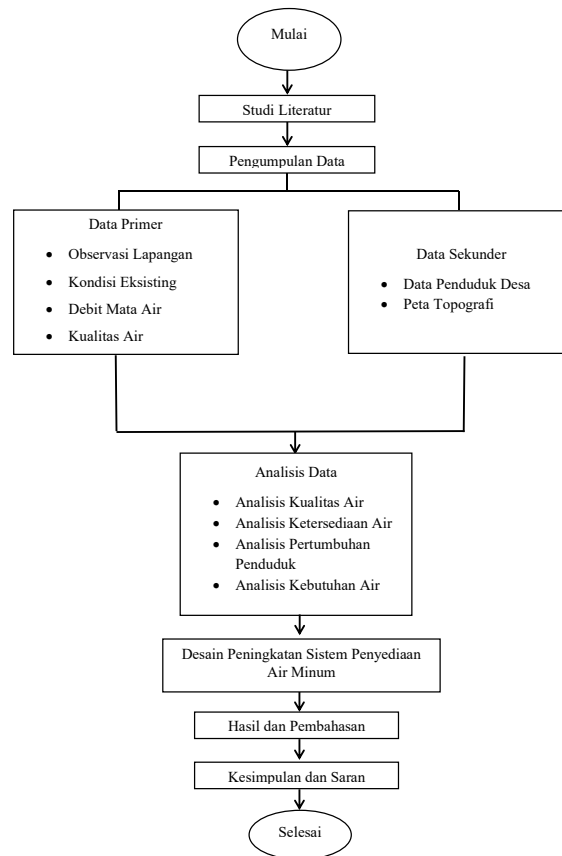 Mulai
Studi Literatur
Pengumpulan Data
Data Primer
• Observasi Lapangan
• Kondisi Eksisting
• Debit Mata Air
• Kualitas Air
Data Sekunder
• Data Penduduk Desa
• Peta Topografi
Analisis Data
• Analisis Kualitas Air
• Analisis Ketersediaan Air
• Analisis Pertumbuhan
Penduduk
• Analisis Kebutuhan Air
Desain Peningkatan Sistem Penyediaan
Air Minum
Hasil dan Pembahasan
Kesimpulan dan Saran
Selesai